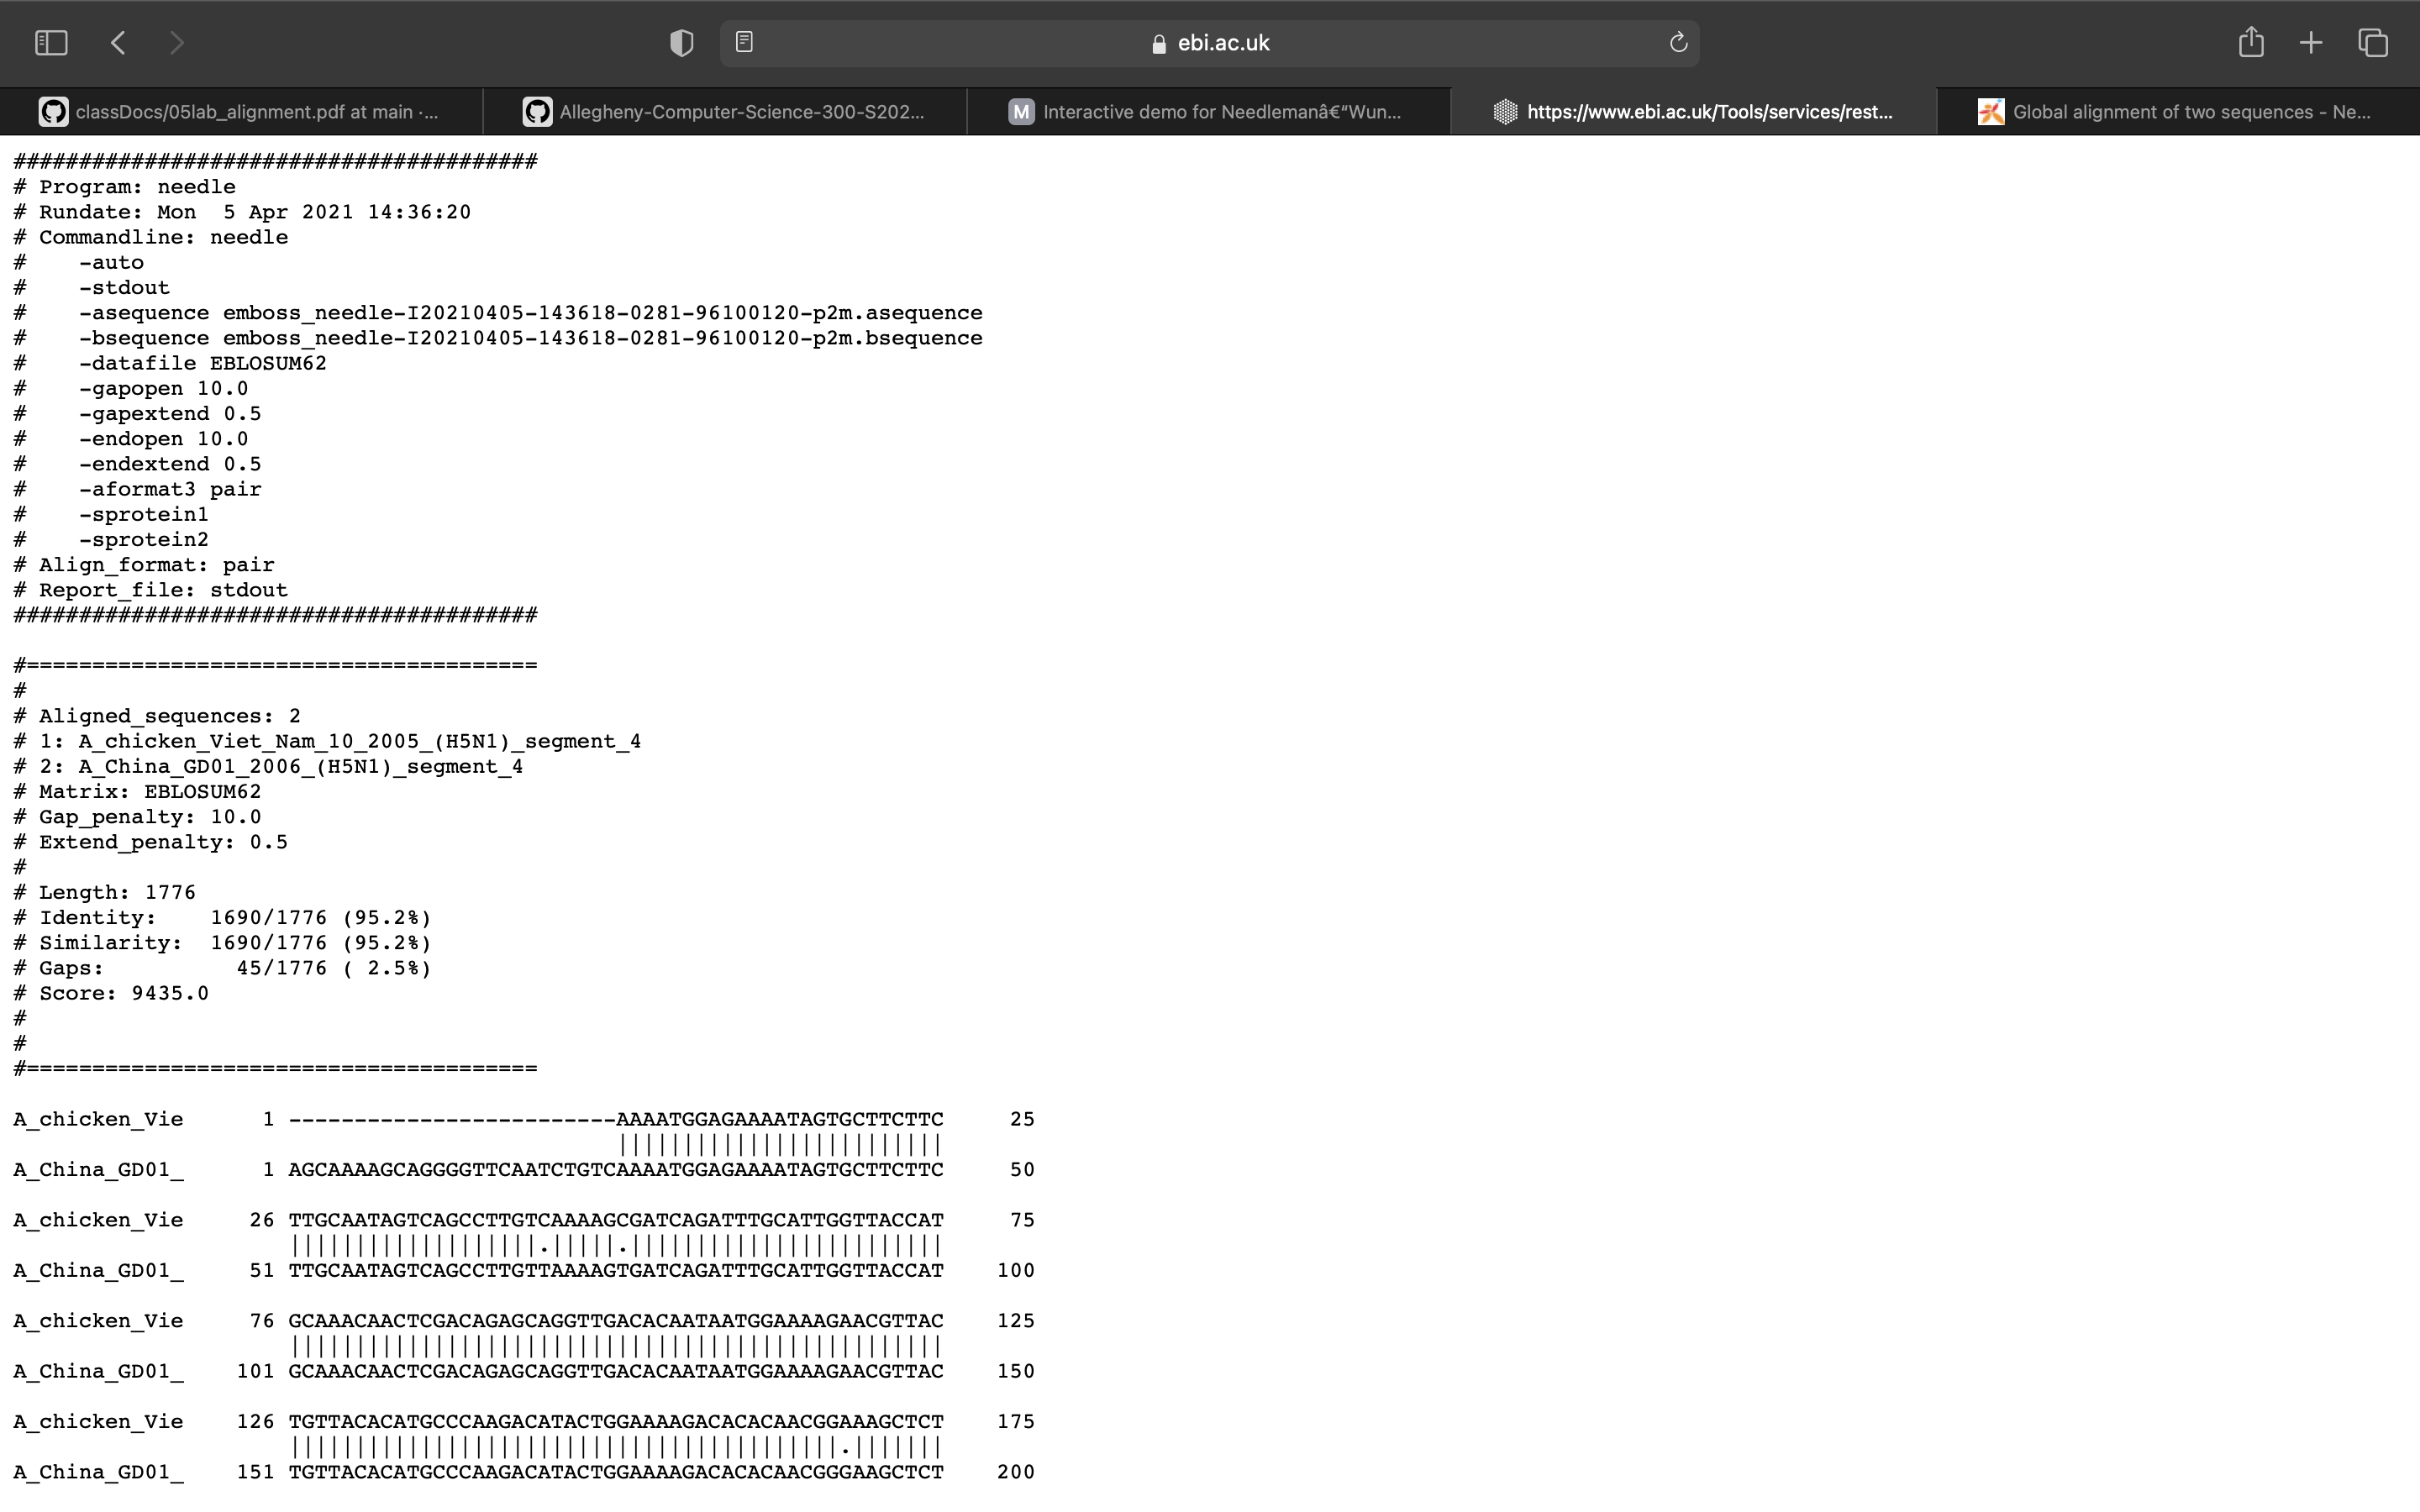 ebi.ac.uk
classDocs/05lab_alignment.pdf at main ·...
Allegheny-Computer-Science-300-S202...
M Interactive demo for Needlemanâ€“Wun...
https://www.ebi.ac.uk/Tools/services/rest...
Global alignment of two sequences - Ne...
########################################
# Program: needle
# Rundate: Mon  5 Apr 2021 14:36:20
# Commandline: needle
#    -auto
#    -stdout
#    -asequence emboss_needle-I20210405-143618-0281-96100120-p2m.asequence
#    -bsequence emboss_needle-I20210405-143618-0281-96100120-p2m.bsequence
#    -datafile EBLOSUM62
#    -gapopen 10.0
#    -gapextend 0.5
#    -endopen 10.0
#    -endextend 0.5
#    -aformat3 pair
#    -sprotein1
#    -sprotein2
# Align_format: pair
# Report_file: stdout
########################################
#=======================================
#
# Aligned_sequences: 2
# 1: A_chicken_Viet_Nam_10_2005_(H5N1)_segment_4
# 2: A_China_GD01_2006_(H5N1)_segment_4
# Matrix: EBLOSUM62
# Gap_penalty: 10.0
# Extend_penalty: 0.5
#
# Length: 1776
# Identity:    1690/1776 (95.2%)
# Similarity:  1690/1776 (95.2%)
# Gaps:          45/1776 ( 2.5%)
# Score: 9435.0
#
#
#=======================================
A_chicken_Vie      1 -------------------------AAAATGGAGAAAATAGTGCTTCTTC     25
                                              |||||||||||||||||||||||||
A_China_GD01_      1 AGCAAAAGCAGGGGTTCAATCTGTCAAAATGGAGAAAATAGTGCTTCTTC     50
A_chicken_Vie     26 TTGCAATAGTCAGCCTTGTCAAAAGCGATCAGATTTGCATTGGTTACCAT     75
                     |||||||||||||||||||.|||||.||||||||||||||||||||||||
A_China_GD01_     51 TTGCAATAGTCAGCCTTGTTAAAAGTGATCAGATTTGCATTGGTTACCAT    100
A_chicken_Vie     76 GCAAACAACTCGACAGAGCAGGTTGACACAATAATGGAAAAGAACGTTAC    125
                     ||||||||||||||||||||||||||||||||||||||||||||||||||
A_China_GD01_    101 GCAAACAACTCGACAGAGCAGGTTGACACAATAATGGAAAAGAACGTTAC    150
A_chicken_Vie    126 TGTTACACATGCCCAAGACATACTGGAAAAGACACACAACGGAAAGCTCT    175
                     ||||||||||||||||||||||||||||||||||||||||||.|||||||
A_China_GD01_    151 TGTTACACATGCCCAAGACATACTGGAAAAGACACACAACGGGAAGCTCT    200